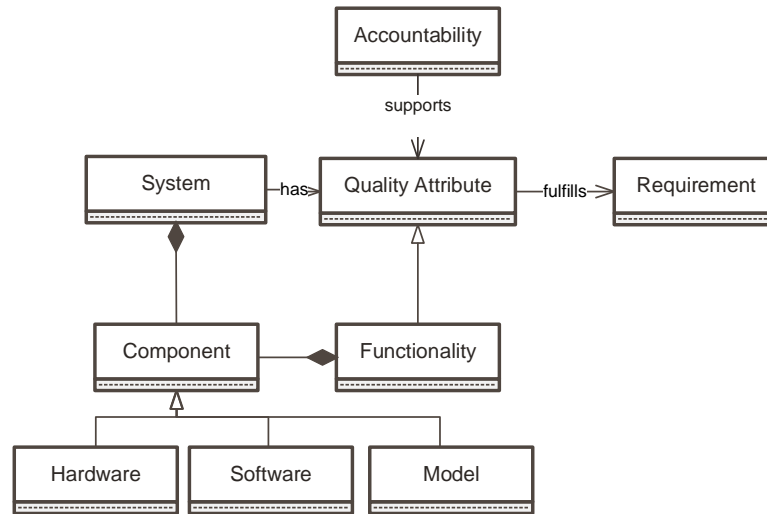 Accountability
supports
System
has
Quality Attribute
fulfills
Requirement
Component
Functionality
Hardware
Software
Model